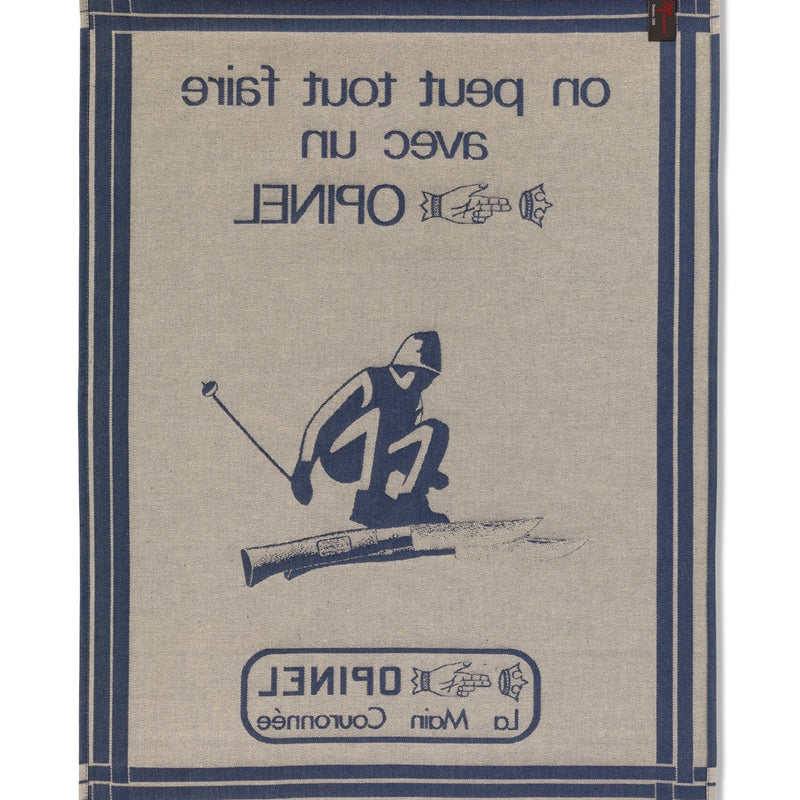 on peut tout faire
avec un
OPINEL
OPINEL
La Main Couronnée